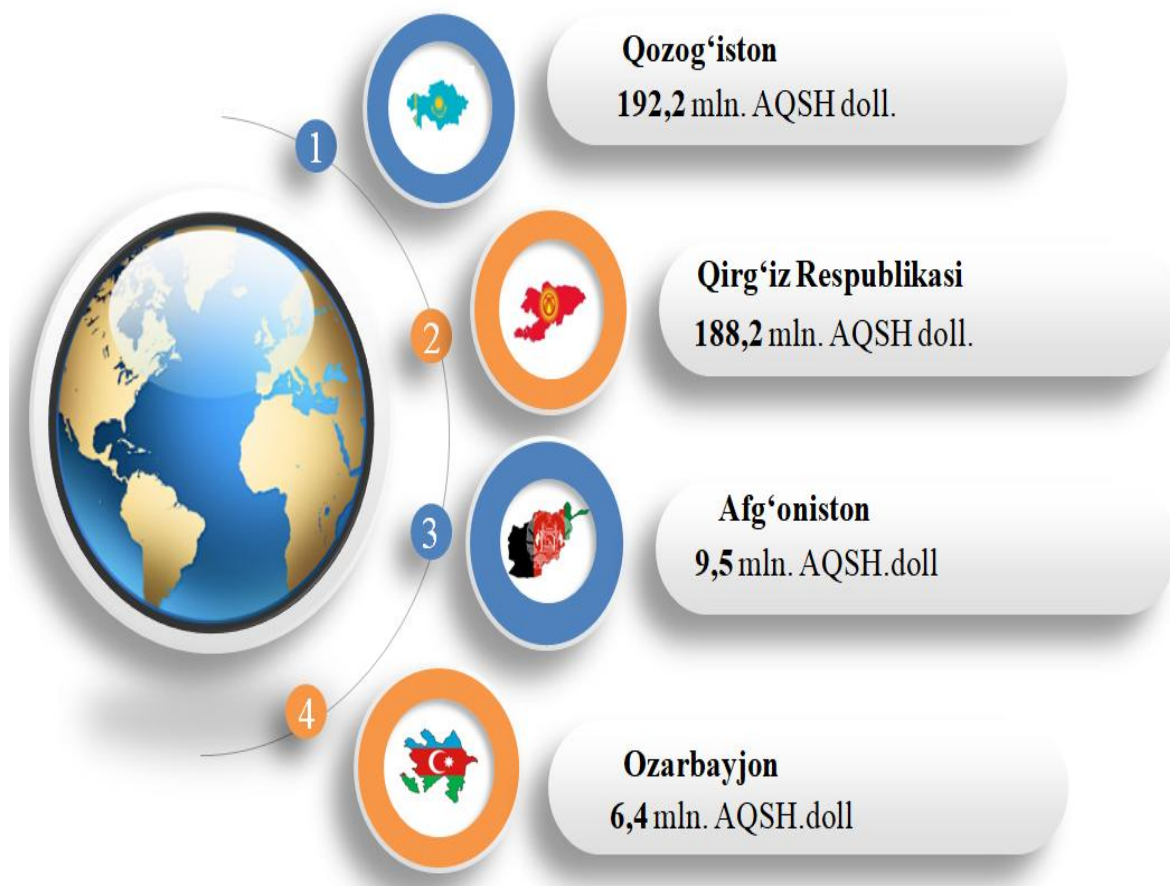 1
Qozog‘iston
192,2 mln. AQSH doll.
2
Qirg‘iz Respublikasi
188,2 mln. AQSH doll.
3
Afg‘oniston
9,5 mln. AQSH.doll
4
Ozarbayjon
6,4 mln. AQSH.doll